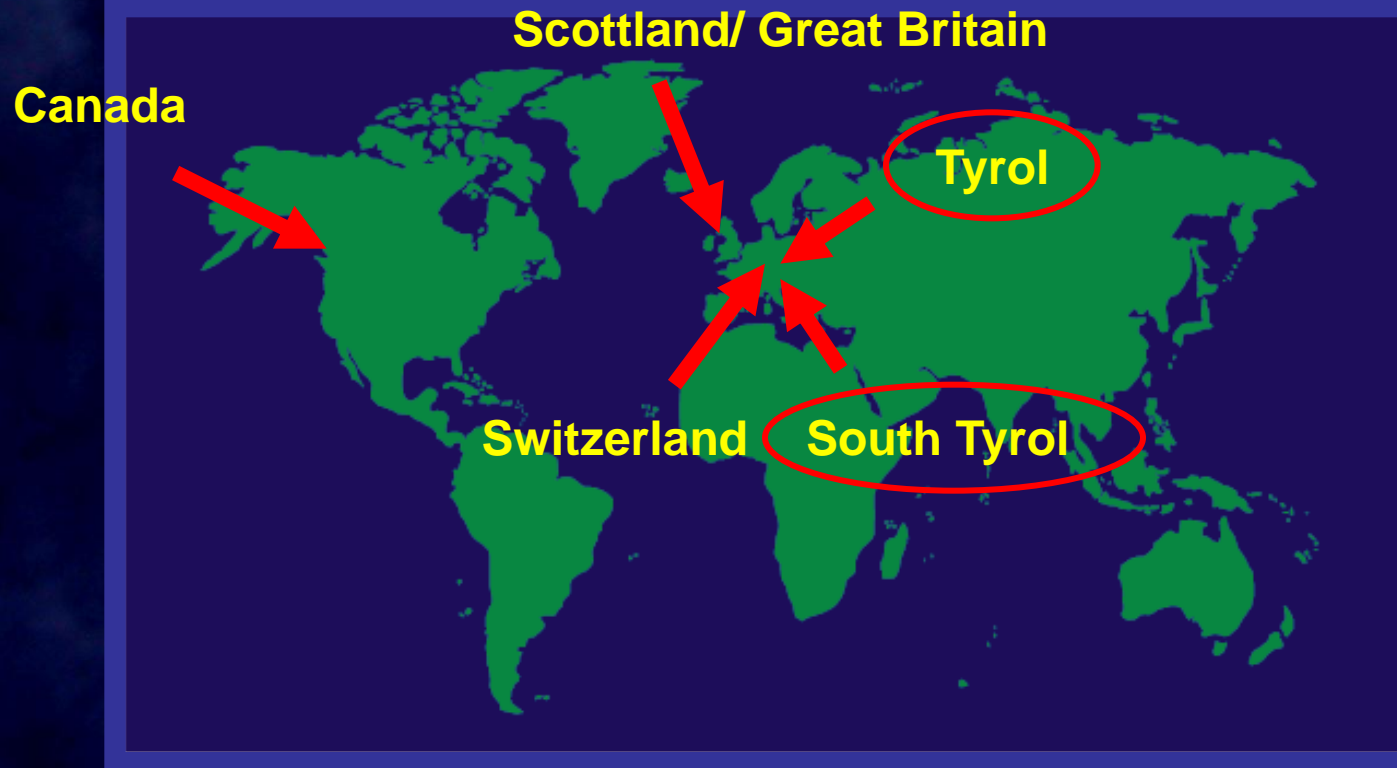 Scottland/ Great Britain
Canada
Tyrol
Switzerland
South Tyrol